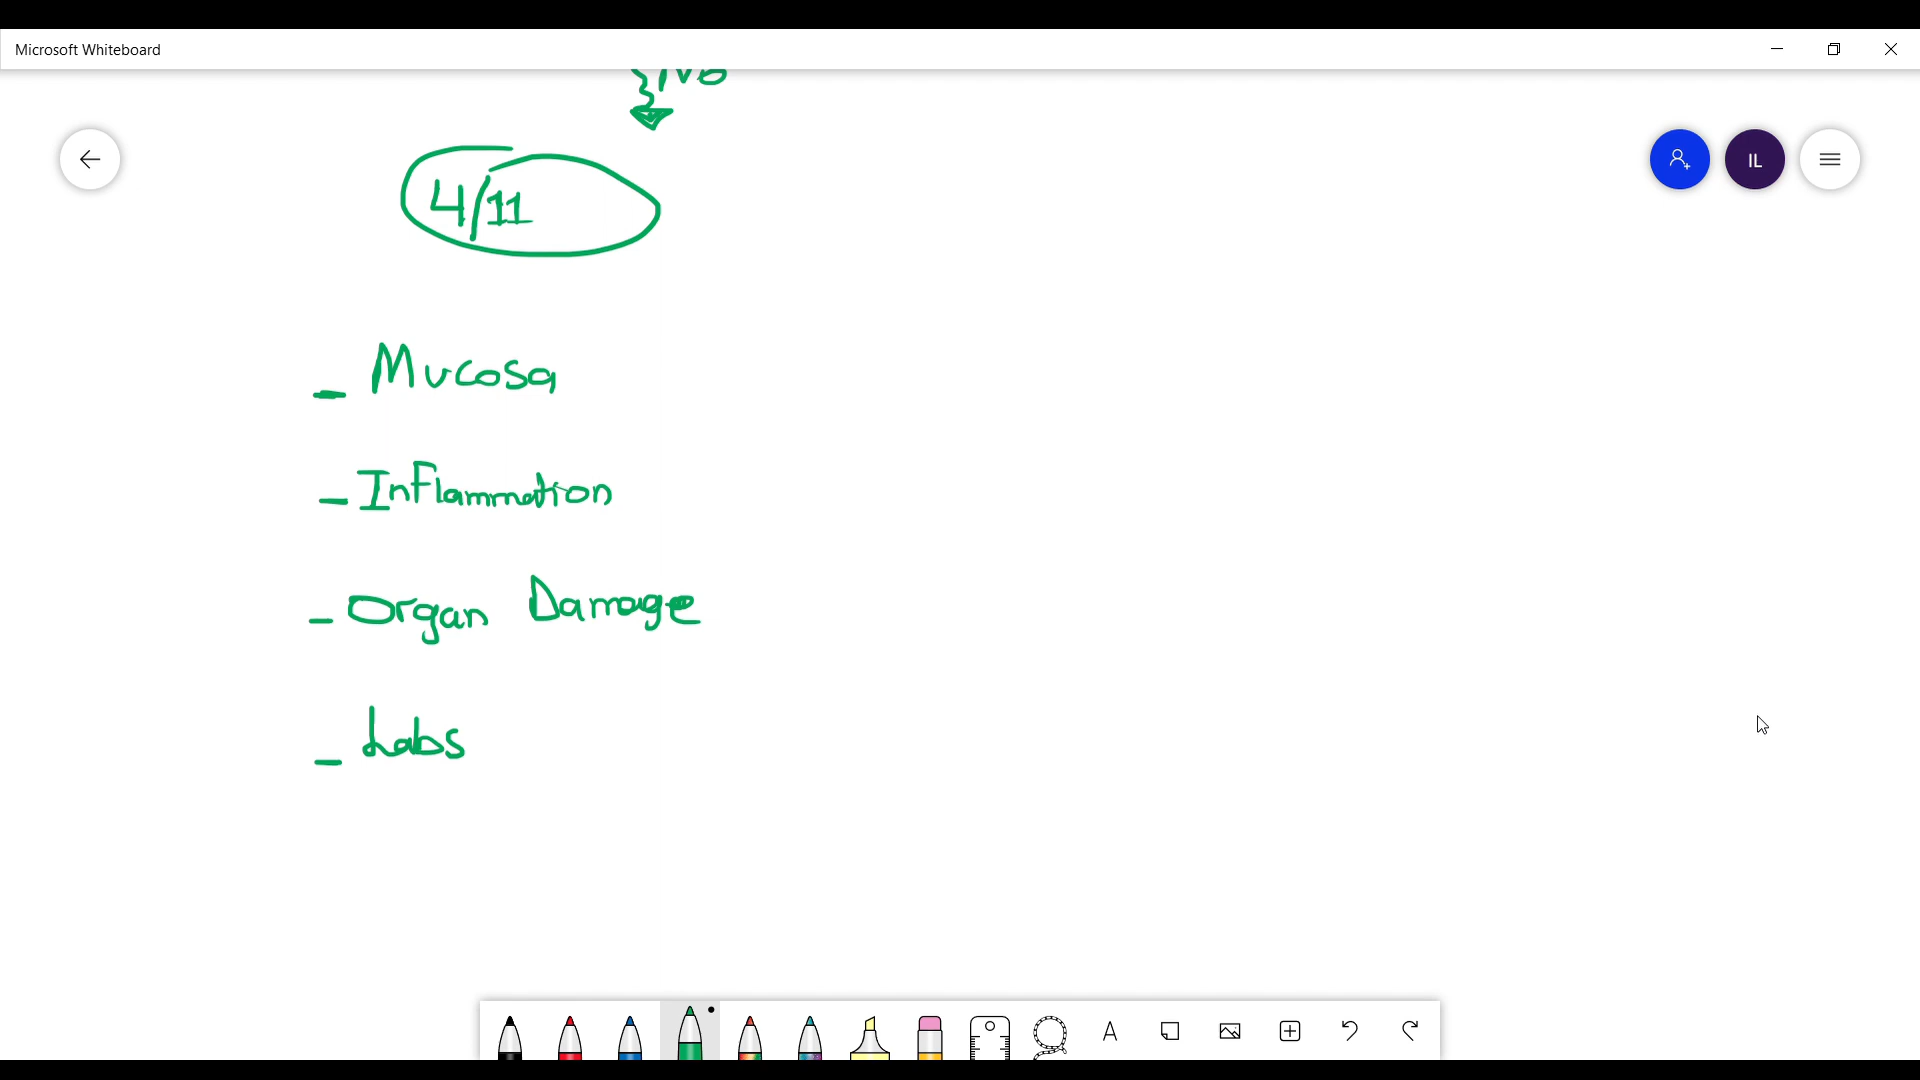 Microsoft Whiteboard
IL
4/11
- Mucosa
- Inflammation
- Organ Damage
- Labs
A